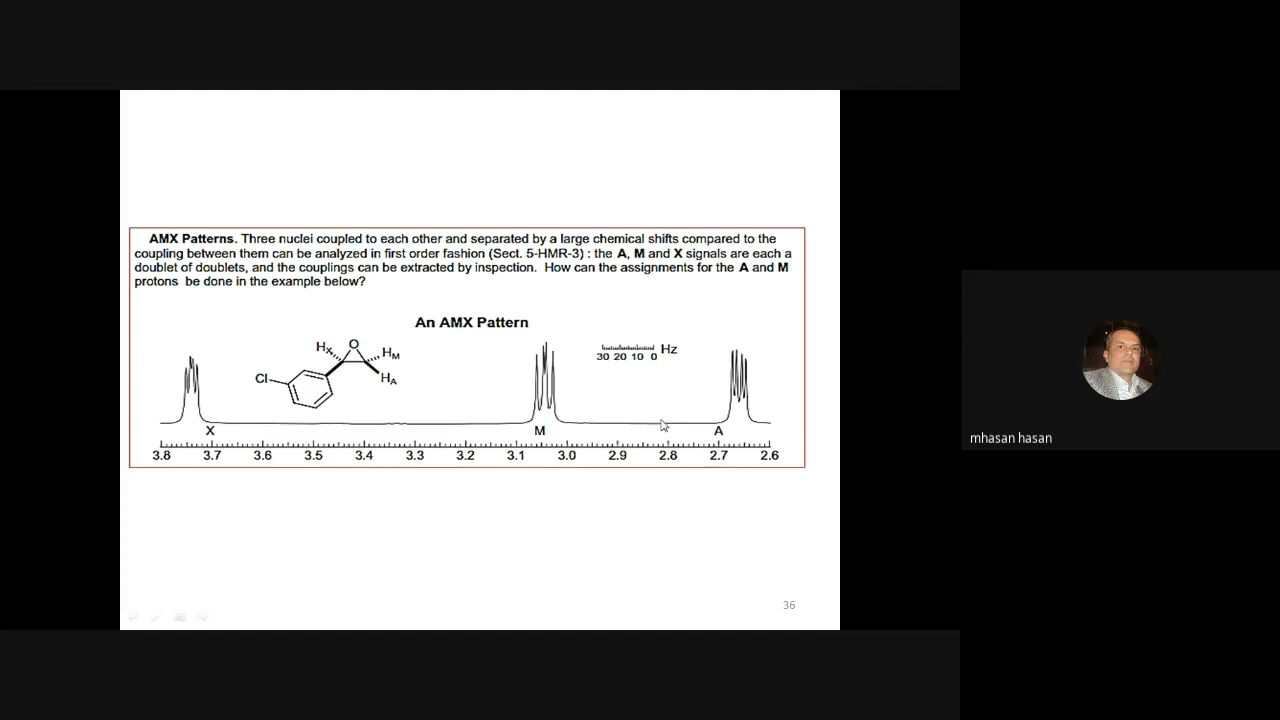 AMX Patterns. Three nuclei coupled to each other and separated by a large chemical shifts compared to the
coupling between them can be analyzed in first order fashion (Sect. 5-HMR-3) : the A, M and X signals are each a
doublet of doublets, and the couplings can be extracted by inspection. How can the assignments for the A and M
protons be done in the example below?
An AMX Pattern
O
HX
HM
HA
Cl
Hz
30 20 10 0
X
M
A
3.8 3.7 3.6 3.5 3.4 3.3 3.2 3.1 3.0 2.9 2.8 2.7 2.6
mhasan hasan
36